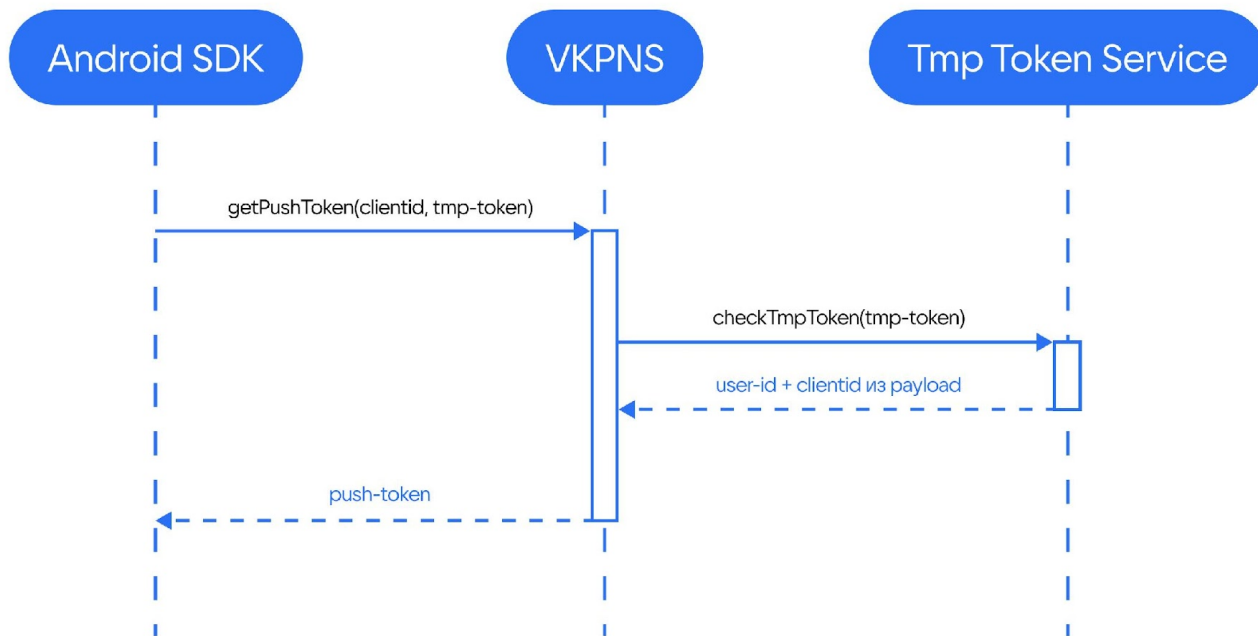 Android SDK
VKPNS
Tmp Token Service
getPushToken(clientid, tmp-token)
checkTmpToken(tmp-token)
user-id + clientid из payload
push-token